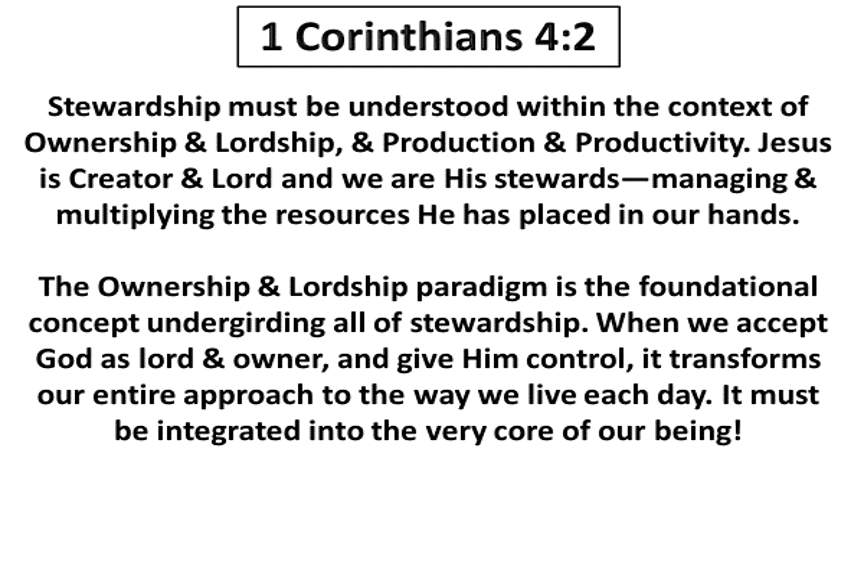 1 Corinthians 4:2
Stewardship must be understood within the context of
Ownership & Lordship, & Production & Productivity. Jesus
is Creator & Lord and we are His stewards—managing &
multiplying the resources He has placed in our hands.
The Ownership & Lordship paradigm is the foundational
concept undergirding all of stewardship. When we accept
God as lord & owner, and give Him control, it transforms
our entire approach to the way we live each day. It must
be integrated into the very core of our being!